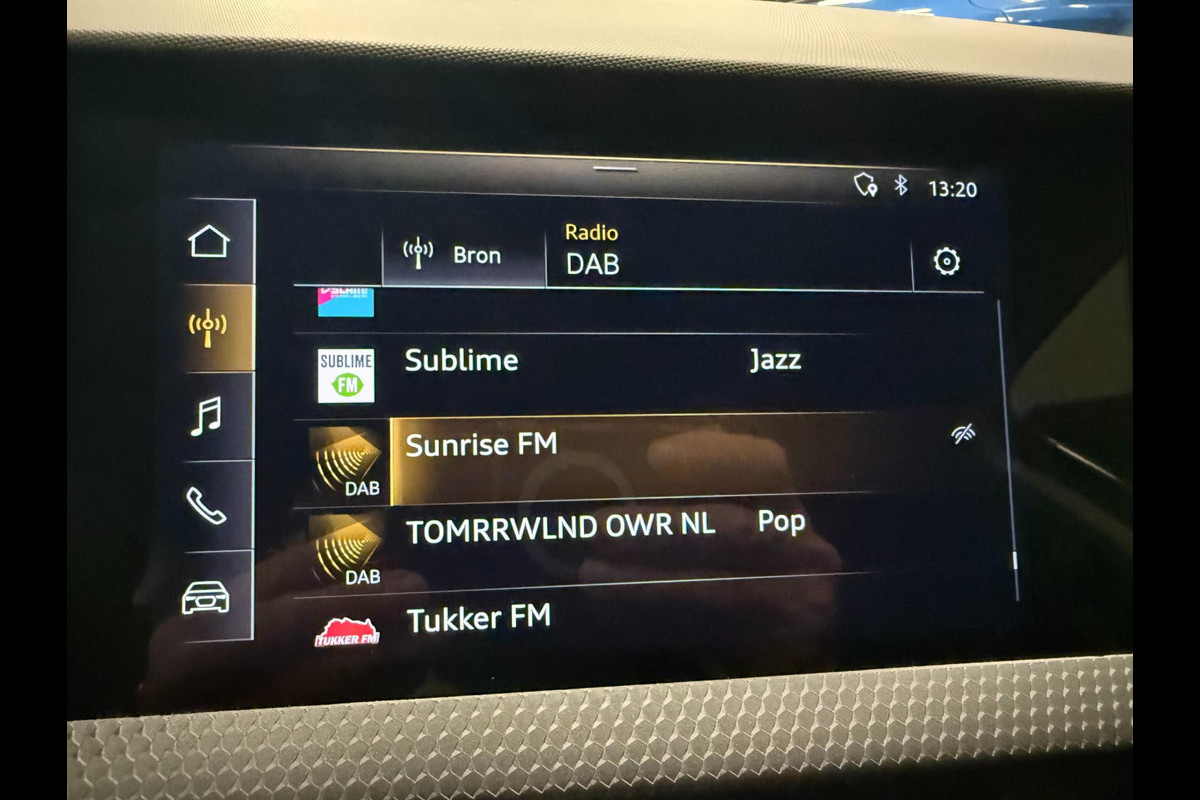 13:20
Bron
Radio
DAB
SUBLIME
FM
Sublime
Jazz
DAB
Sunrise FM
DAB
TOMRRWLND OWR NL
Pop
TUKKER FM
Tukker FM